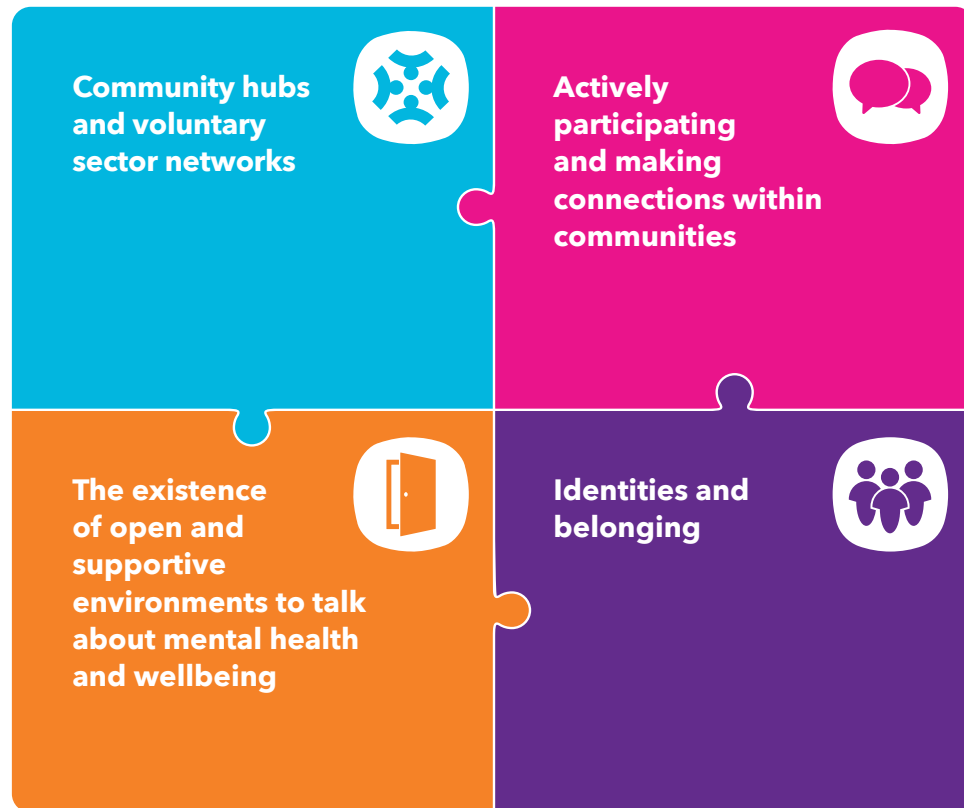 Community hubs
and voluntary
sector networks
Actively
participating
and making
connections within
communities
The existence
of open and
supportive
environments to talk
about mental health
and wellbeing
Identities and
belonging